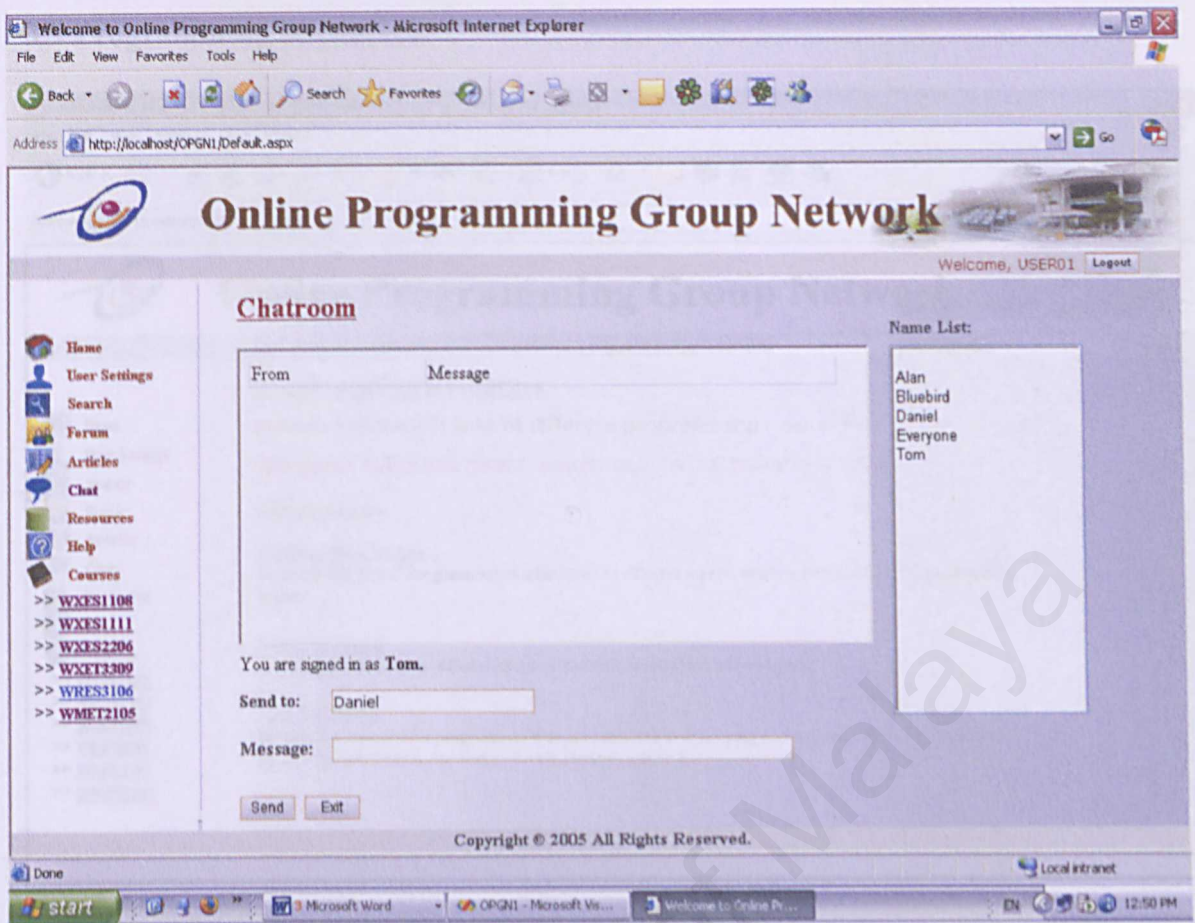 Welcome to Online Programming Group Network - Microsoft Internet Explorer
File Edit View Favorites Tools Help
Back Search Favorites
Address http://localhost/OPGN1/Default.aspx Go
Online Programming Group Network
Welcome, USER01 Logout
Chatroom
Name List:
Home
User Settings
Search
Forum
Articles
Chat
Resources
Help
Courses
>> WXES1108
>> WXES1111
>> WXES2206
>> WXET3309
>> WRES3106
>> WMET2105
From Message
Alan
Bluebird
Daniel
Everyone
Tom
You are signed in as Tom.
Send to: Daniel
Message:
Send Exit
Copyright © 2005 All Rights Reserved.
Done Local intranet
start 3 Microsoft Word OPGN1 - Microsoft Vis... Welcome to Online Pr... EN 12:50 PM
of Malaya